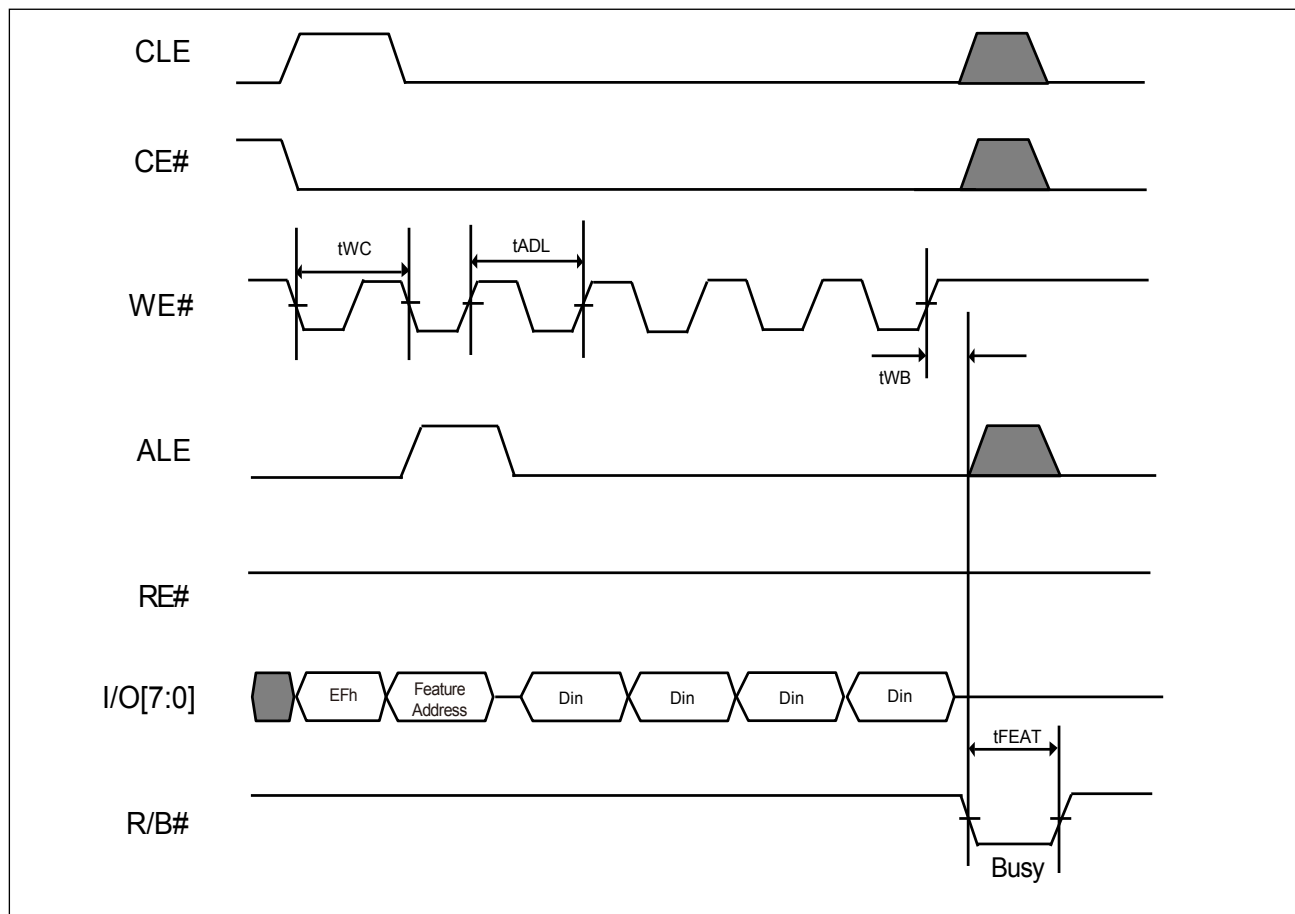 CLE
CE#
tWC
tADL
WE#
tWB
ALE
RE#
I/O[7:0]
EFh
Feature
Address
Din
Din
Din
Din
tFEAT
R/B#
Busy